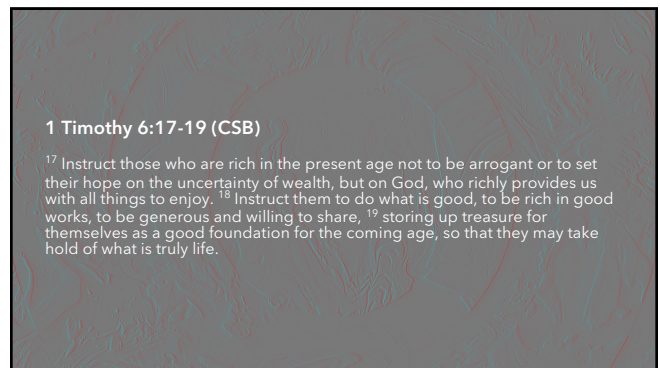 1 Timothy 6:17-19 (CSB)
17 Instruct those who are rich in the present age not to be arrogant or to set
their hope on the uncertainty of wealth, but on God, who richly provides us
with all things to enjoy. 18 Instruct them to do what is good, to be rich in good
works, to be generous and willing to share, 19 storing up treasure for
themselves as a good foundation for the coming age, so that they may take
hold of what is truly life.